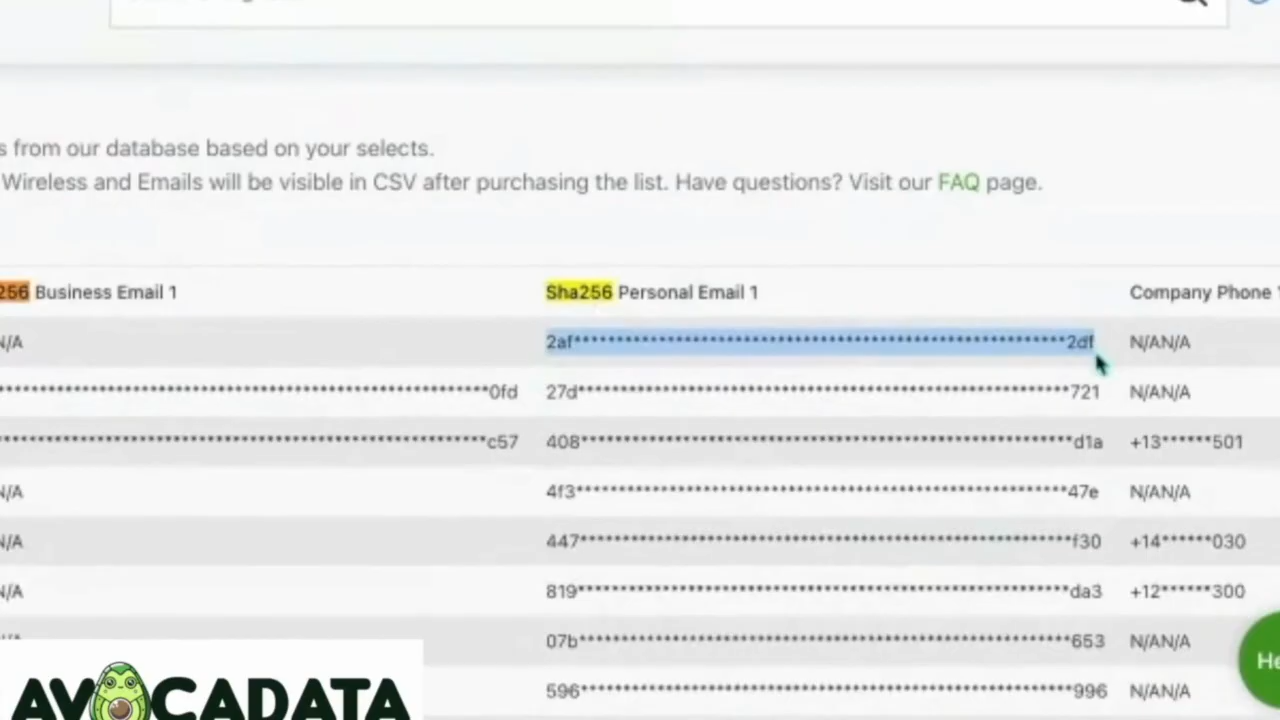 s from our database based on your selects.
Wireless and Emails will be visible in CSV after purchasing the list. Have questions? Visit our FAQ page.
256 Business Email 1 Sha256 Personal Email 1 Company Phone
N/A 2af***********************************************************2df N/AN/A
***********************************************************0fd 27d***********************************************************721 N/AN/A
***********************************************************c57 408***********************************************************d1a +13******501
N/A 4f3***********************************************************47e N/AN/A
N/A 447***********************************************************f30 +14******030
N/A 819***********************************************************da3 +12******300
07b***********************************************************653 N/AN/A
596***********************************************************996 N/AN/A
He
AVOCADATA